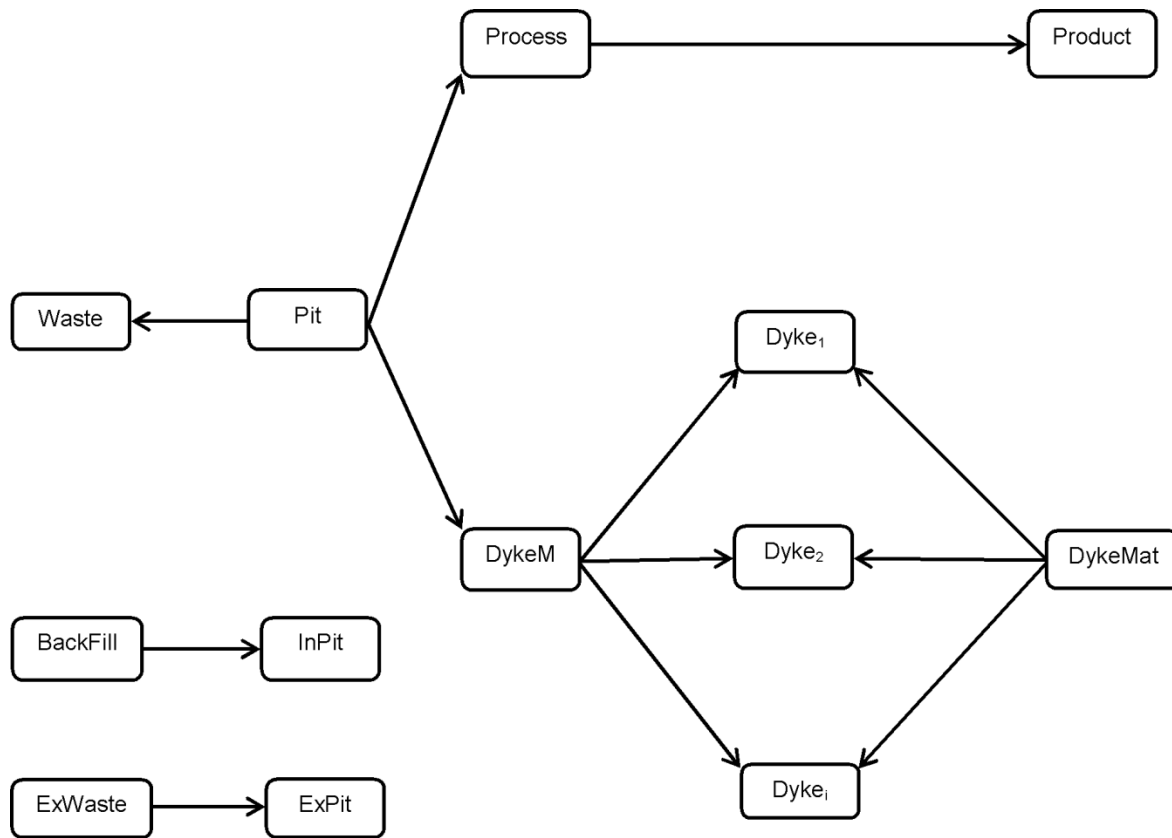 Process
Product
Waste
Pit
Dyke₁
DykeM
Dyke₂
DykeMat
BackFill
InPit
ExWaste
ExPit
Dykeᵢ